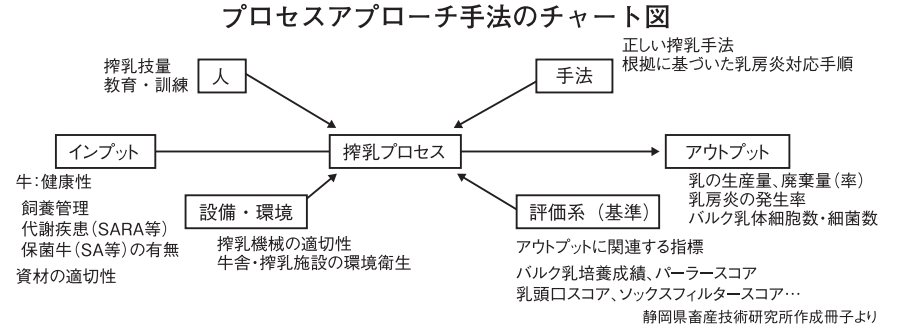 プロセスアプローチ手法のチャート図
搾乳技量
教育・訓練
人
手法
正しい搾乳手法
根拠に基づいた乳房炎対応手順
インプット
搾乳プロセス
アウトプット
牛：健康性
飼養管理
代謝疾患（SARA等）
保菌牛（SA等）の有無
資材の適切性
設備・環境
搾乳機械の適切性
牛舎・搾乳施設の環境衛生
評価系（基準）
アウトプットに関連する指標
バルク乳培養成績、パーラースコア
乳頭口スコア、ソックスフィルタースコア…
乳の生産量、廃棄量（率）
乳房炎の発生率
バルク乳体細胞数・細菌数
静岡県畜産技術研究所作成冊子より